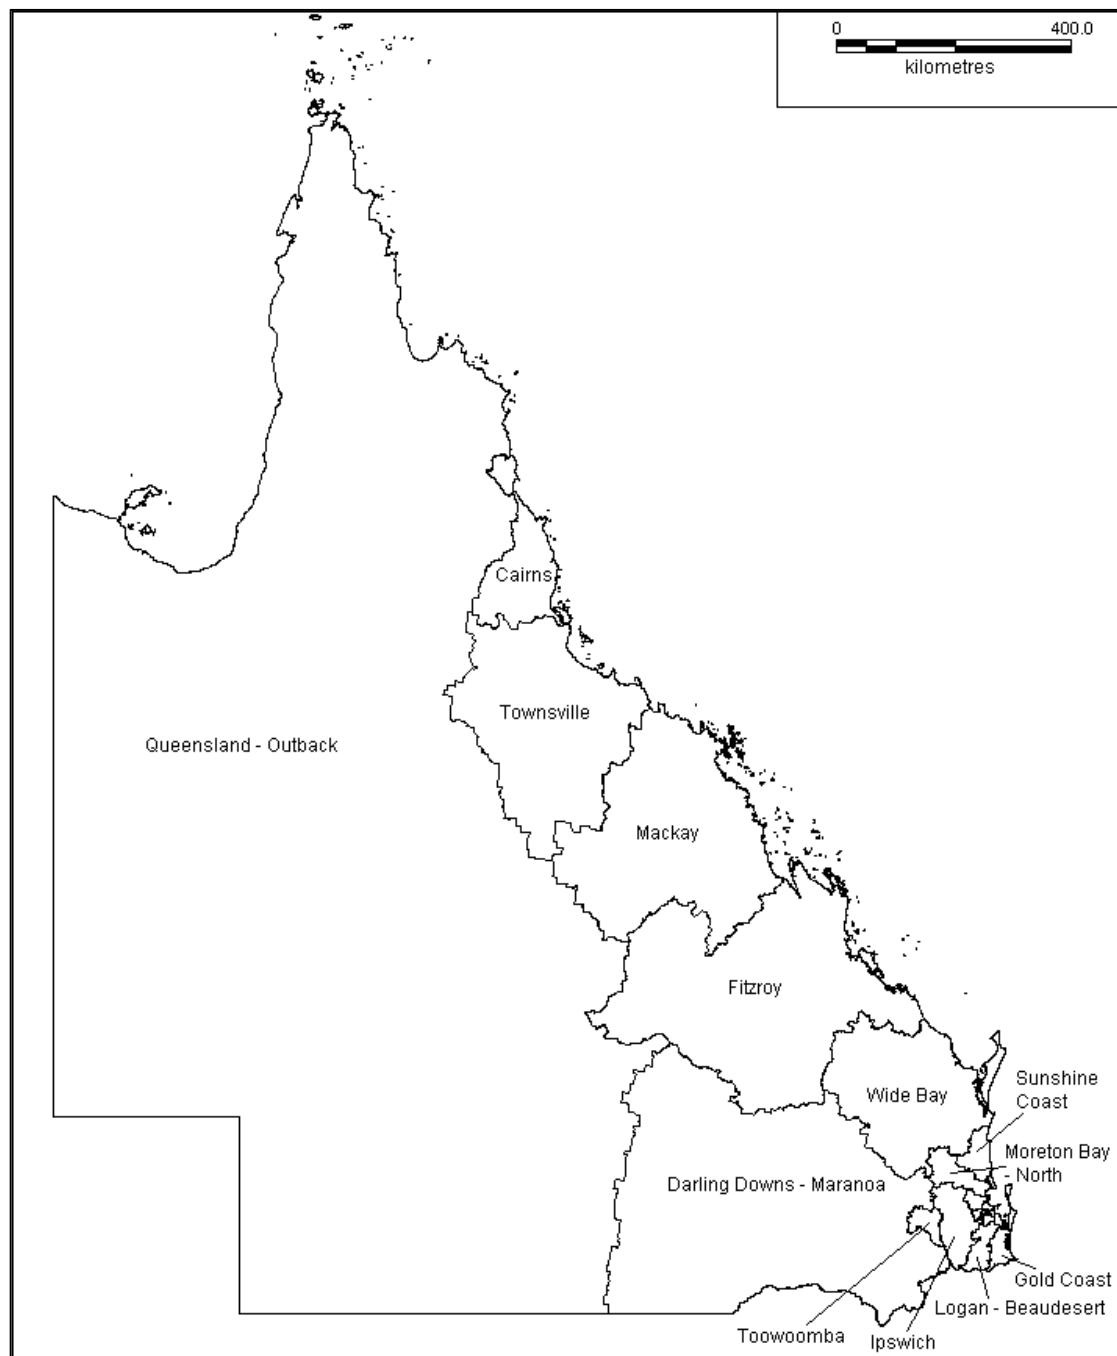 0 400.0
kilometres
Cairns
Townsville
Queensland - Outback
Mackay
Fitzroy
Wide Bay
Sunshine
Coast
Moreton Bay
- North
Darling Downs - Maranoa
Gold Coast
Logan - Beaudesert
Toowoomba
Ipswich